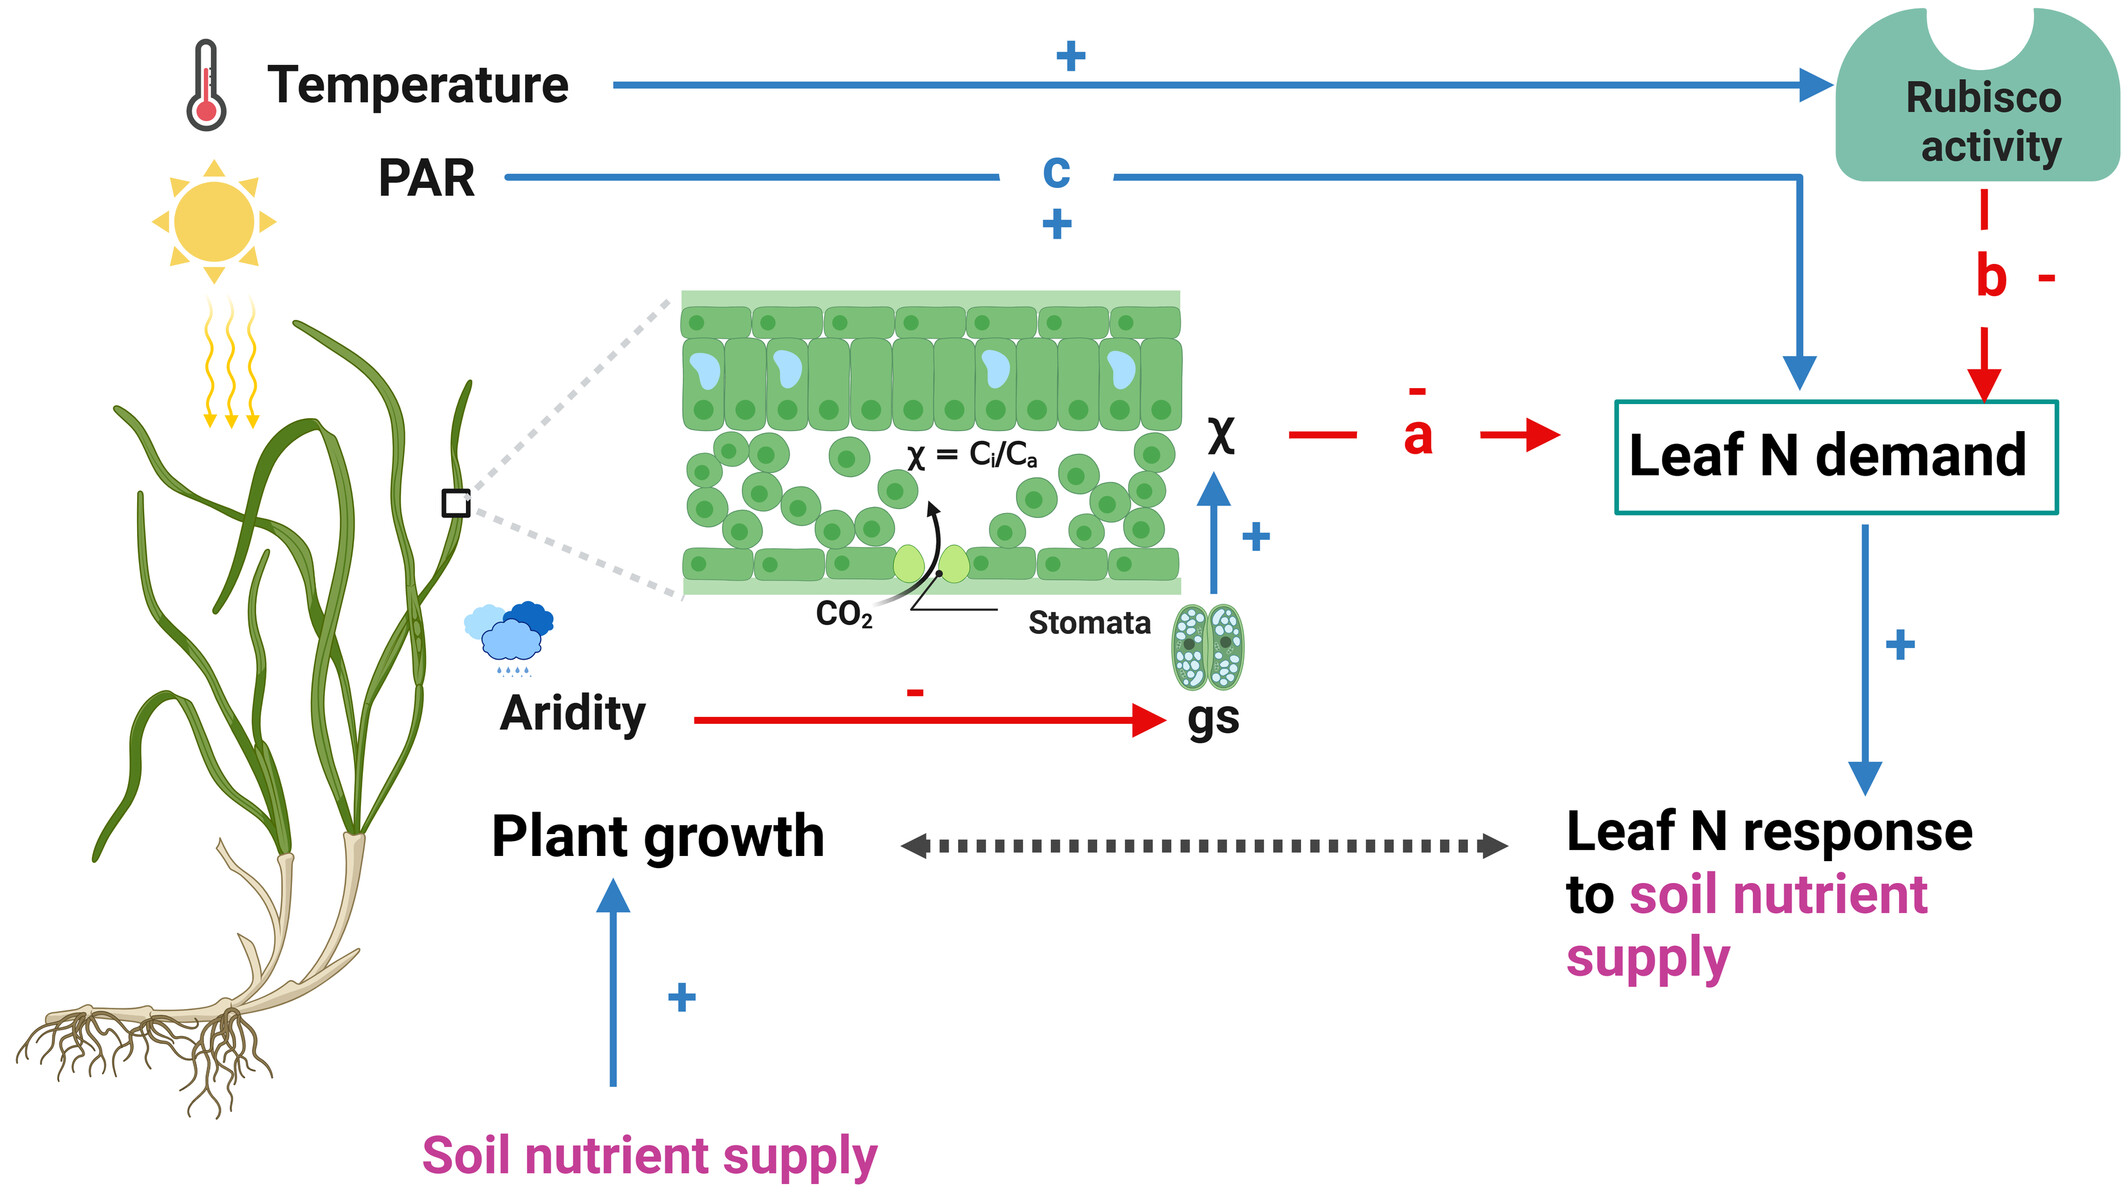 +
Temperature
Rubisco
activity
PAR
c
+
b -
χ = Cᵢ/Cₐ
χ
-
a
Leaf N demand
+
CO₂
Stomata
+
Aridity
-
gs
Plant growth
Leaf N response
to soil nutrient
supply
+
Soil nutrient supply